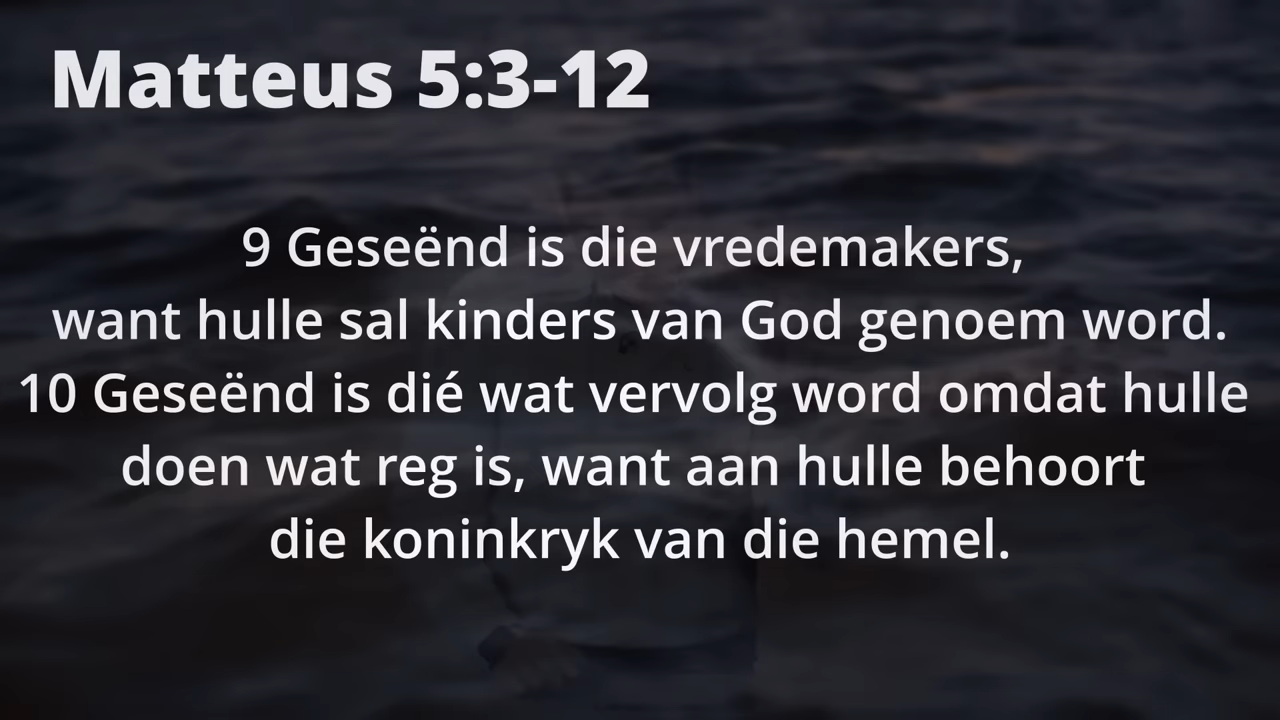 Matteus 5:3-12
9 Geseënd is die vredemakers,
want hulle sal kinders van God genoem word.
10 Geseënd is dié wat vervolg word omdat hulle
doen wat reg is, want aan hulle behoort
die koninkryk van die hemel.